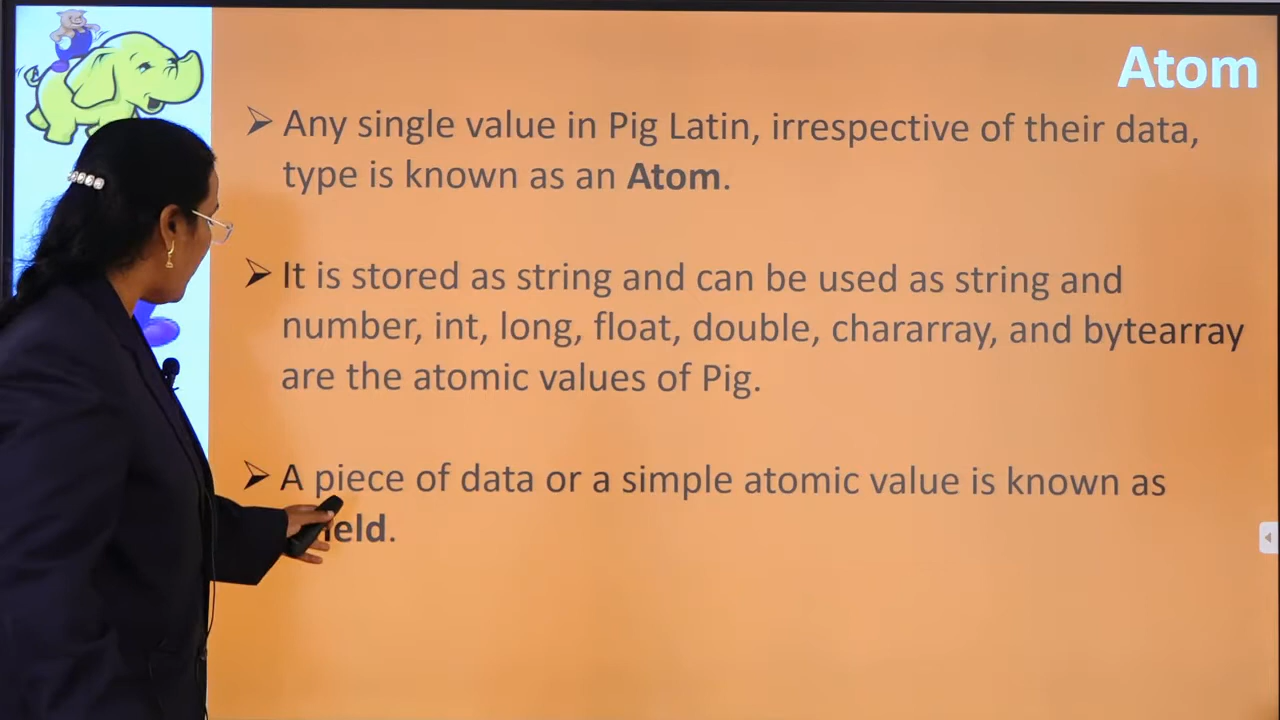 Atom
Any single value in Pig Latin, irrespective of their data,
type is known as an Atom.
It is stored as string and can be used as string and
number, int, long, float, double, chararray, and bytearray
are the atomic values of Pig.
A piece of data or a simple atomic value is known as